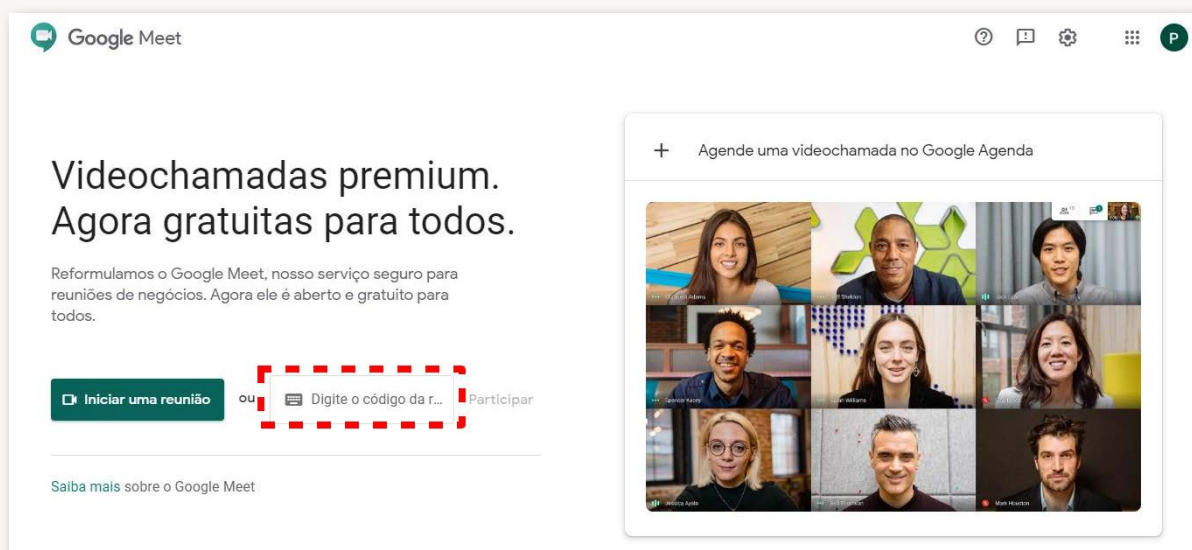 Google Meet
P
Videochamadas premium.
Agora gratuitas para todos.
Reformulamos o Google Meet, nosso serviço seguro para
reuniões de negócios. Agora ele é aberto e gratuito para
todos.
Iniciar uma reunião
ou
Digite o código da r...
Participar
Saiba mais sobre o Google Meet
Agende uma videochamada no Google Agenda
Mark Houston